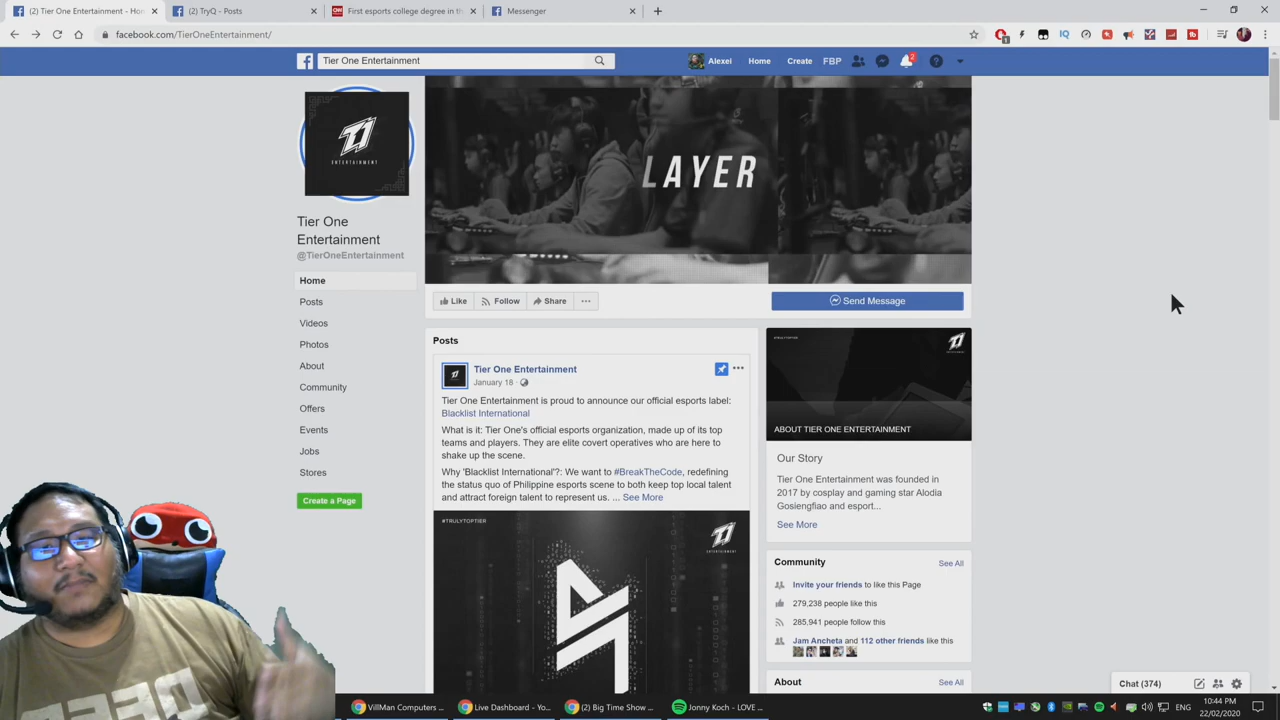 (2) Tier One Entertainment - Ho
(2) TryQ - Posts
First esports college degree in th
Messenger
facebook.com/TierOneEntertainment/
Tier One Entertainment
Alexei
Home
Create
FBP
2
LAYER
ENTERTAINMENT
Tier One
Entertainment
@TierOneEntertainment
Home
Posts
Videos
Photos
About
Community
Offers
Events
Jobs
Stores
Create a Page
Like
Follow
Share
Send Message
Posts
Tier One Entertainment
January 18 ·
Tier One Entertainment is proud to announce our official esports label:
Blacklist International
What is it: Tier One's official esports organization, made up of its top
teams and players. They are elite covert operatives who are here to
shake up the scene.
Why 'Blacklist International'?: We want to #BreakTheCode, redefining
the status quo of Philippine esports scene to both keep top local talent
and attract foreign talent to represent us. ... See More
#TRULYTOPTIER
ENTERTAINMENT
ABOUT TIER ONE ENTERTAINMENT
Our Story
Tier One Entertainment was founded in
2017 by cosplay and gaming star Alodia
Gosiengfiao and esport...
See More
Community
See All
Invite your friends to like this Page
279,238 people like this
285,941 people follow this
Jam Ancheta and 112 other friends like this
About
See All
Chat (374)
VillMan Computers ...
Live Dashboard - Yo...
(2) Big Time Show ...
Jonny Koch - LOVE ...
ENG
10:44 PM
22/02/2020